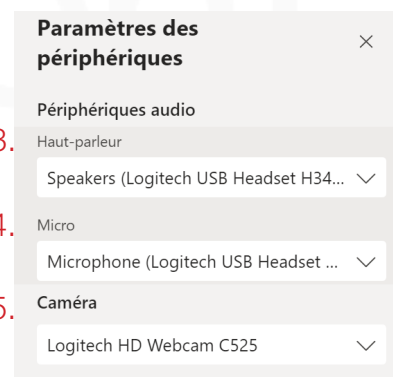 Paramètres des
périphériques
Périphériques audio
3. Haut-parleur
Speakers (Logitech USB Headset H34...
4. Micro
Microphone (Logitech USB Headset ...
5. Caméra
Logitech HD Webcam C525